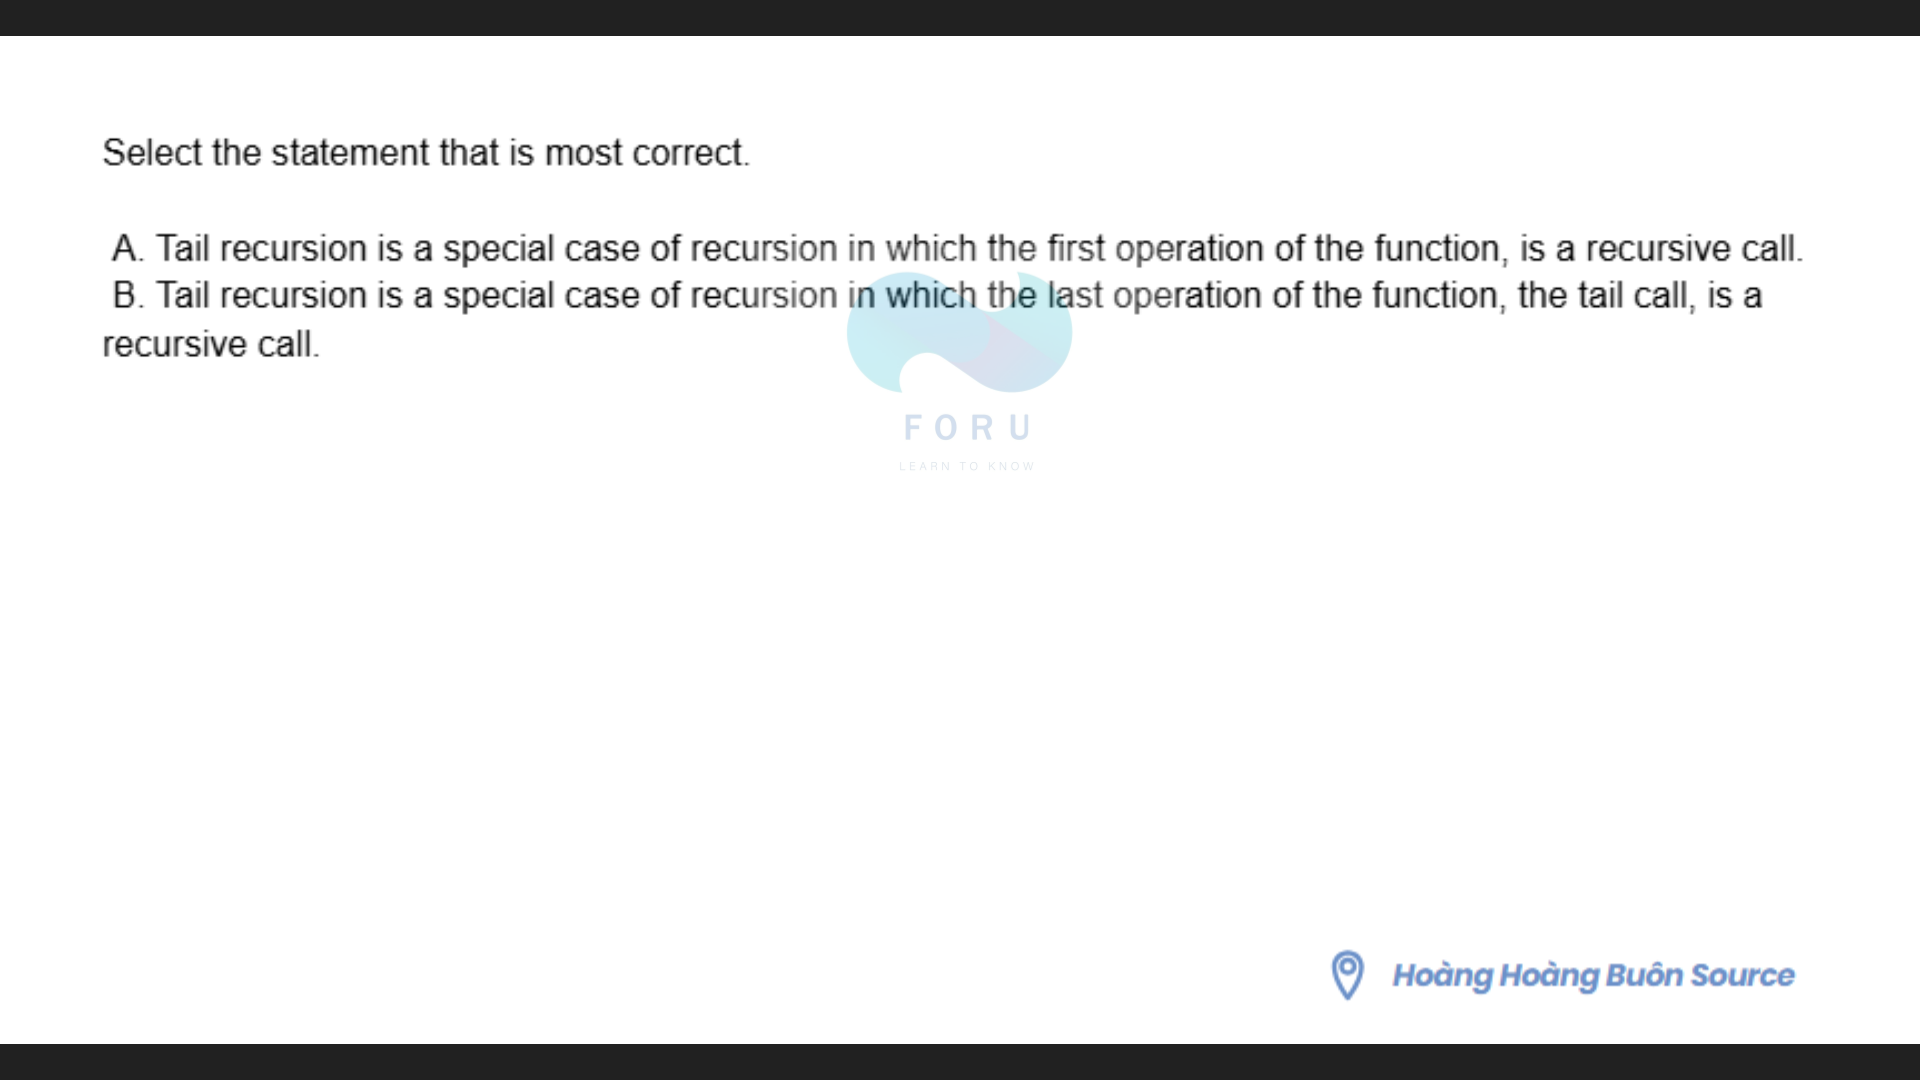 Select the statement that is most correct.
A. Tail recursion is a special case of recursion in which the first operation of the function, is a recursive call.
B. Tail recursion is a special case of recursion in which the last operation of the function, the tail call, is a
recursive call.
FORU
LEARN TO KNOW
Hoàng Hoàng Buôn Source